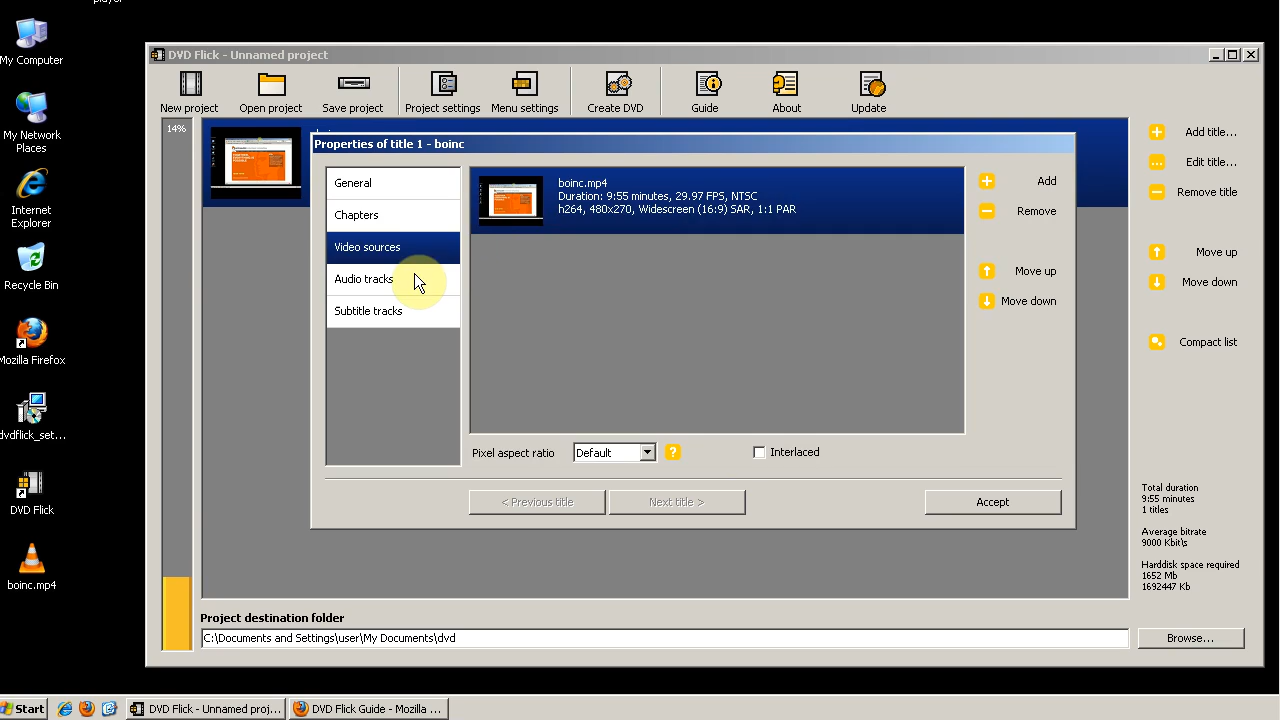 player
My Computer
My Network
Places
Internet
Explorer
Recycle Bin
Mozilla Firefox
dvdflick_set...
DVD Flick
boinc.mp4
DVD Flick - Unnamed project
New project
Open project
Save project
Project settings
Menu settings
Create DVD
Guide
About
Update
14%
Properties of title 1 - boinc
General
Chapters
Video sources
Audio tracks
Subtitle tracks
boinc.mp4
Duration: 9:55 minutes, 29.97 FPS, NTSC
h264, 480x270, Widescreen (16:9) SAR, 1:1 PAR
Add
Remove
Move up
Move down
Pixel aspect ratio
Default
?
Interlaced
< Previous title
Next title >
Accept
Add title...
Edit title...
Remove title
Move up
Move down
Compact list
Total duration
9:55 minutes
1 titles
Average bitrate
9000 Kbit\s
Harddisk space required
1652 Mb
1692447 Kb
Project destination folder
C:\Documents and Settings\user\My Documents\dvd
Browse...
Start
DVD Flick - Unnamed proj...
DVD Flick Guide - Mozilla ...